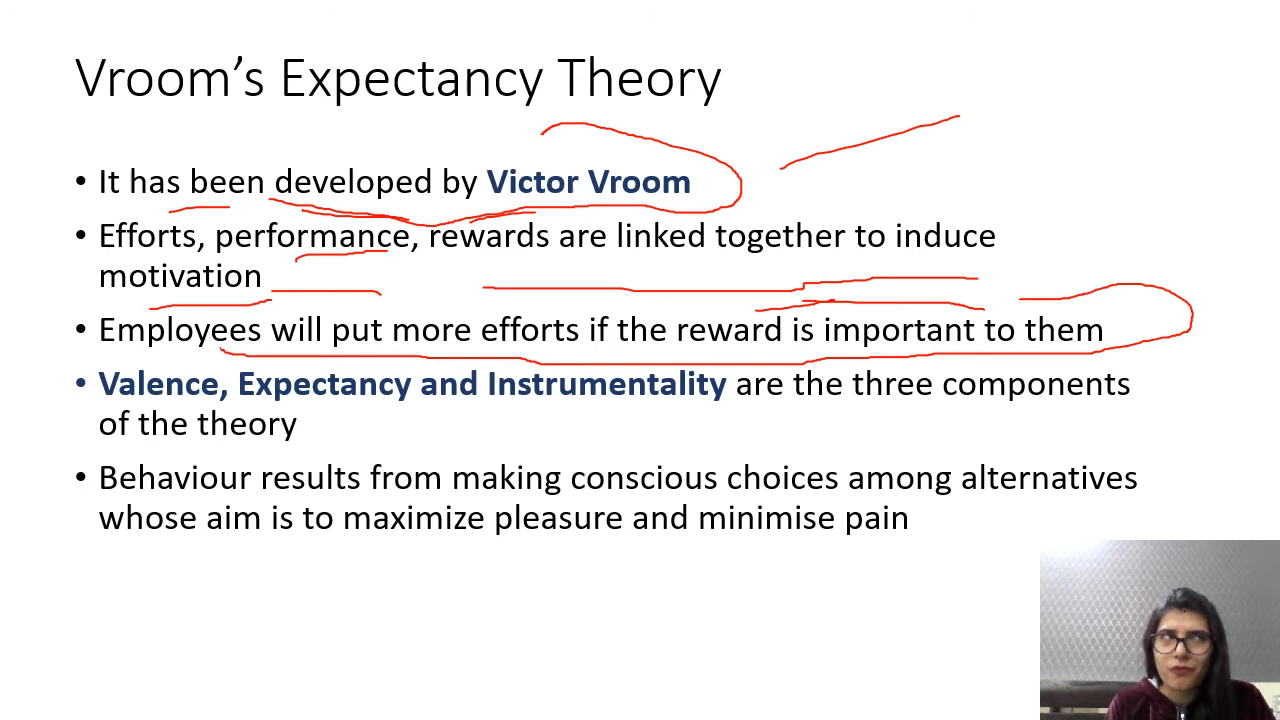 Vroom’s Expectancy Theory
• It has been developed by Victor Vroom
• Efforts, performance, rewards are linked together to induce
motivation
• Employees will put more efforts if the reward is important to them
• Valence, Expectancy and Instrumentality are the three components
of the theory
• Behaviour results from making conscious choices among alternatives
whose aim is to maximize pleasure and minimise pain